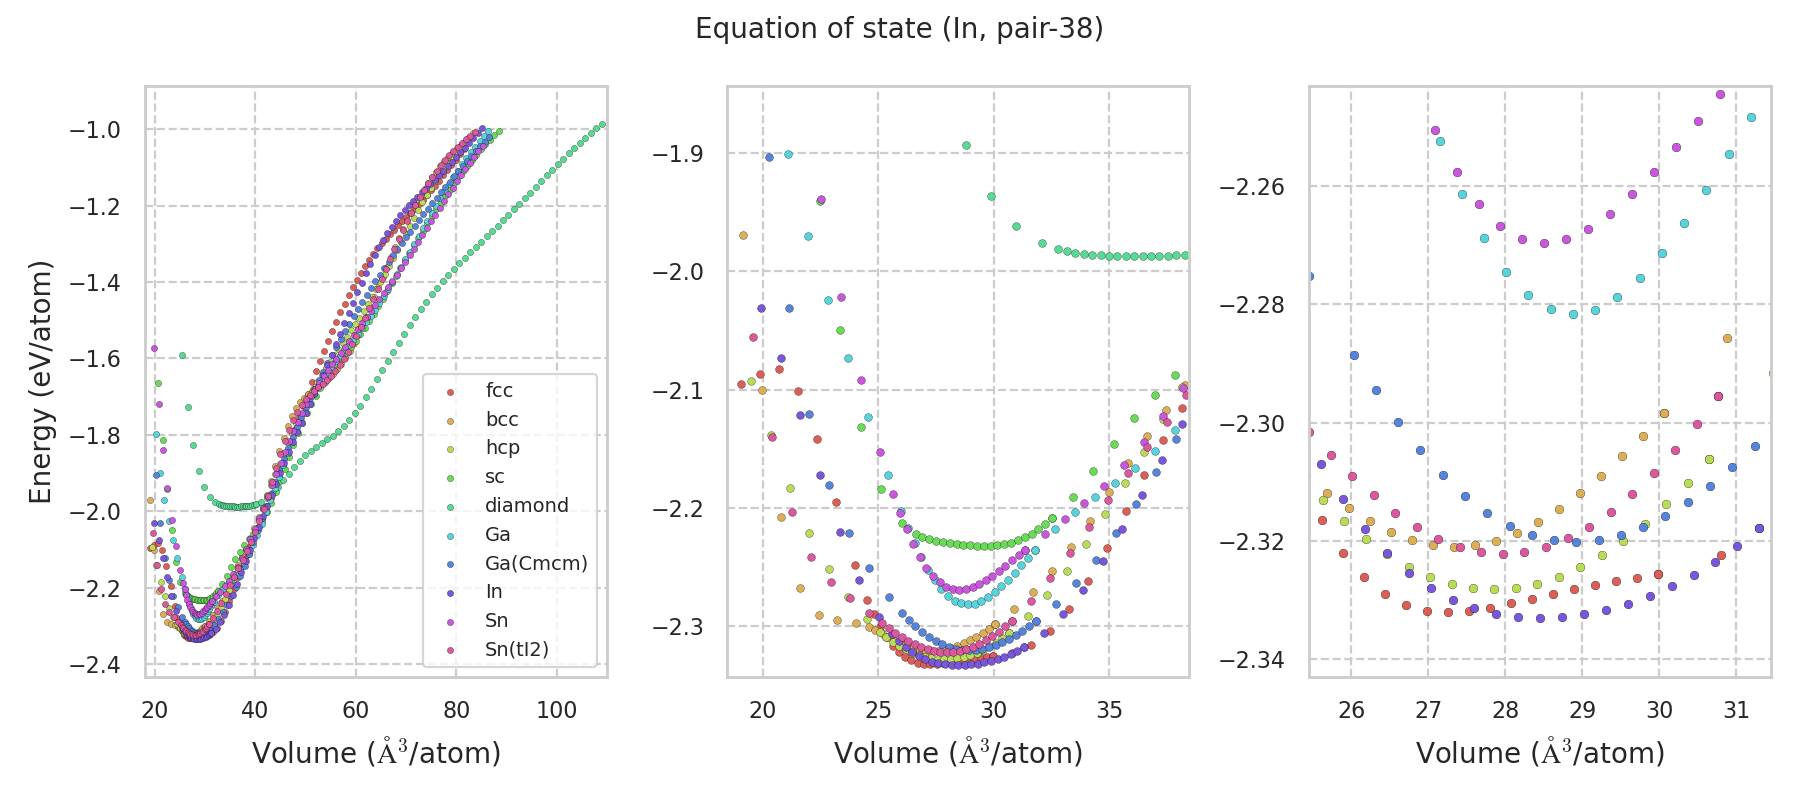 Equation of state (In, pair-38)
Energy (eV/atom)
−1.0
−1.2
−1.4
−1.6
−1.8
−2.0
−2.2
−2.4
20 40 60 80 100
Volume (Å³/atom)
fcc
bcc
hcp
sc
diamond
Ga
Ga(Cmcm)
In
Sn
Sn(tI2)
−1.9
−2.0
−2.1
−2.2
−2.3
20 25 30 35
Volume (Å³/atom)
−2.26
−2.28
−2.30
−2.32
−2.34
26 27 28 29 30 31
Volume (Å³/atom)